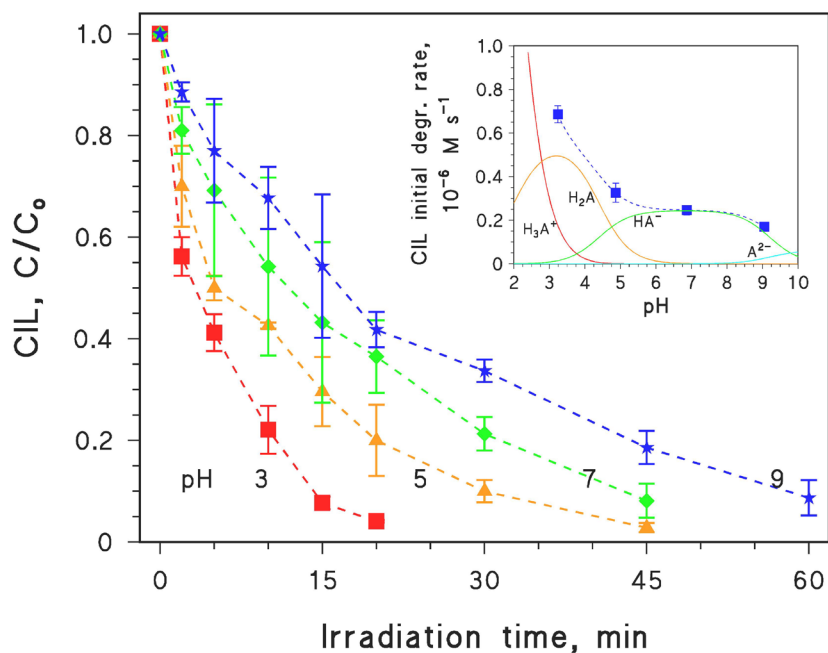 CIL, C/C₀
1.0
0.8
0.6
0.4
0.2
0
0 15 30 45 60
Irradiation time, min
pH 3 5 7 9
CIL initial degr. rate,
10⁻⁶ M s⁻¹
1.0
0.8
0.6
0.4
0.2
0
2 3 4 5 6 7 8 9 10
pH
H₃A⁺
H₂A
HA⁻
A²⁻